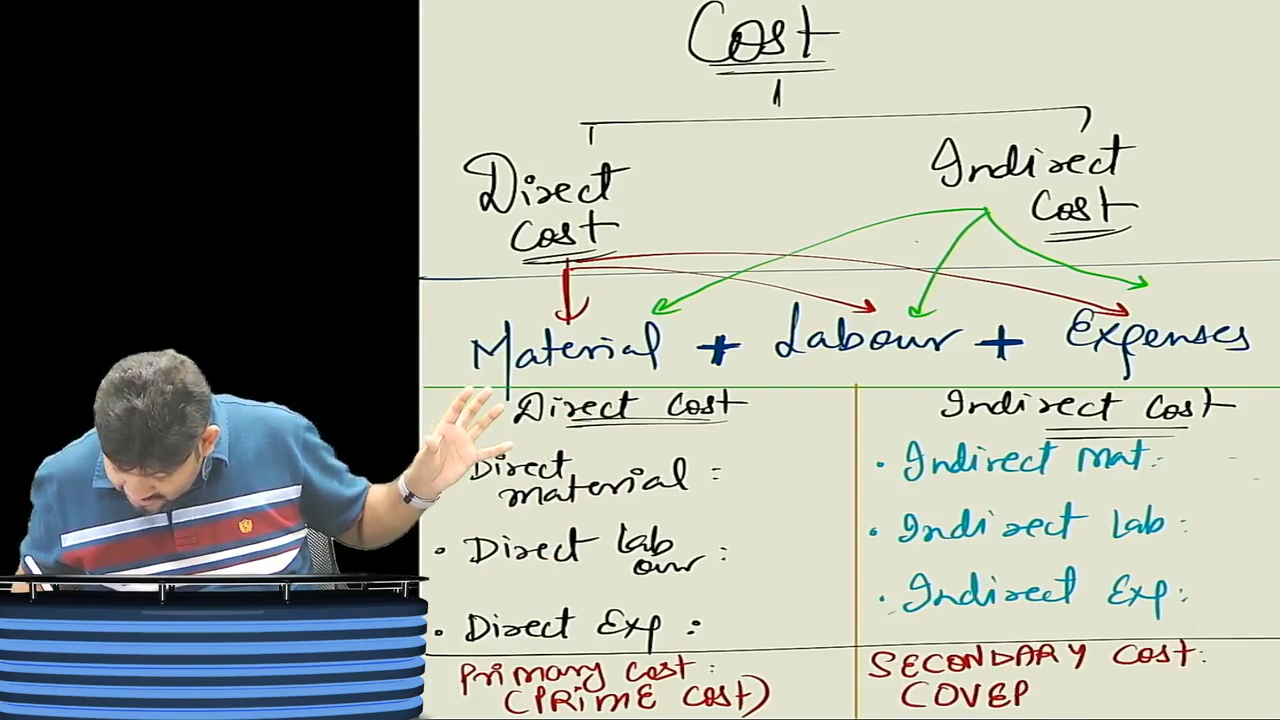 Cost
Direct
Cost
Indirect
Cost
Material + Labour + Expenses
Direct Cost
Indirect Cost
Direct
material :
• Indirect Mat:
• Direct Lab
our :
• Indirect Lab:
• Direct Exp :
• Indirect Exp:
Primary Cost :
(PRIME Cost)
SECONDARY Cost:
(OVEP